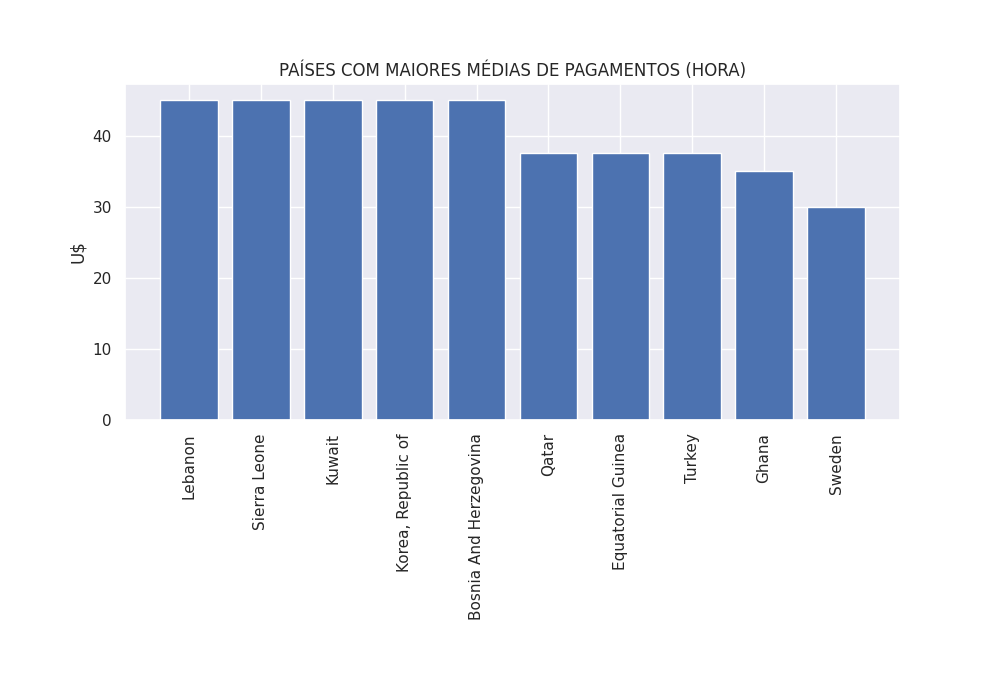 PAÍSES COM MAIORES MÉDIAS DE PAGAMENTOS (HORA)
U$
40
30
20
10
0
Lebanon
Sierra Leone
Kuwait
Korea, Republic of
Bosnia And Herzegovina
Qatar
Equatorial Guinea
Turkey
Ghana
Sweden